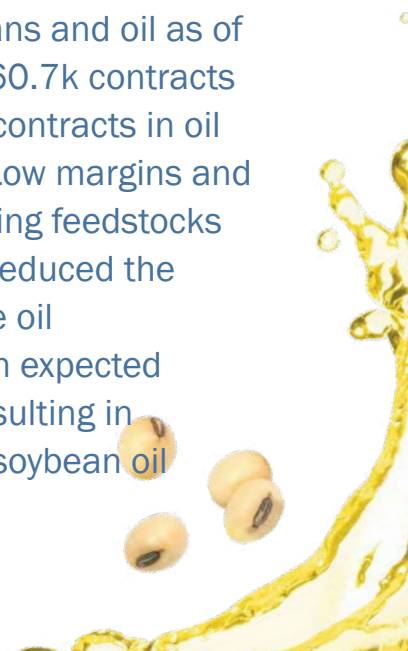 ans and oil as of
60.7k contracts
contracts in oil
Low margins and
ing feedstocks
educed the
e oil
n expected
sulting in
soybean oil